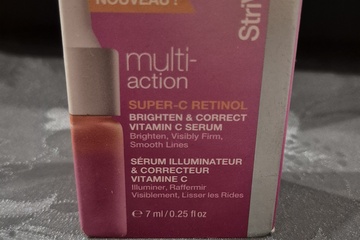 NOUVEAU !
Stri
multi-
action
SUPER-C RETINOL
BRIGHTEN & CORRECT
VITAMIN C SERUM
Brighten, Visibly Firm,
Smooth Lines
SÉRUM ILLUMINATEUR
& CORRECTEUR
VITAMINE C
Illuminer, Raffermir
Visiblement, Lisser les Rides
℮ 7 ml / 0.25 fl oz